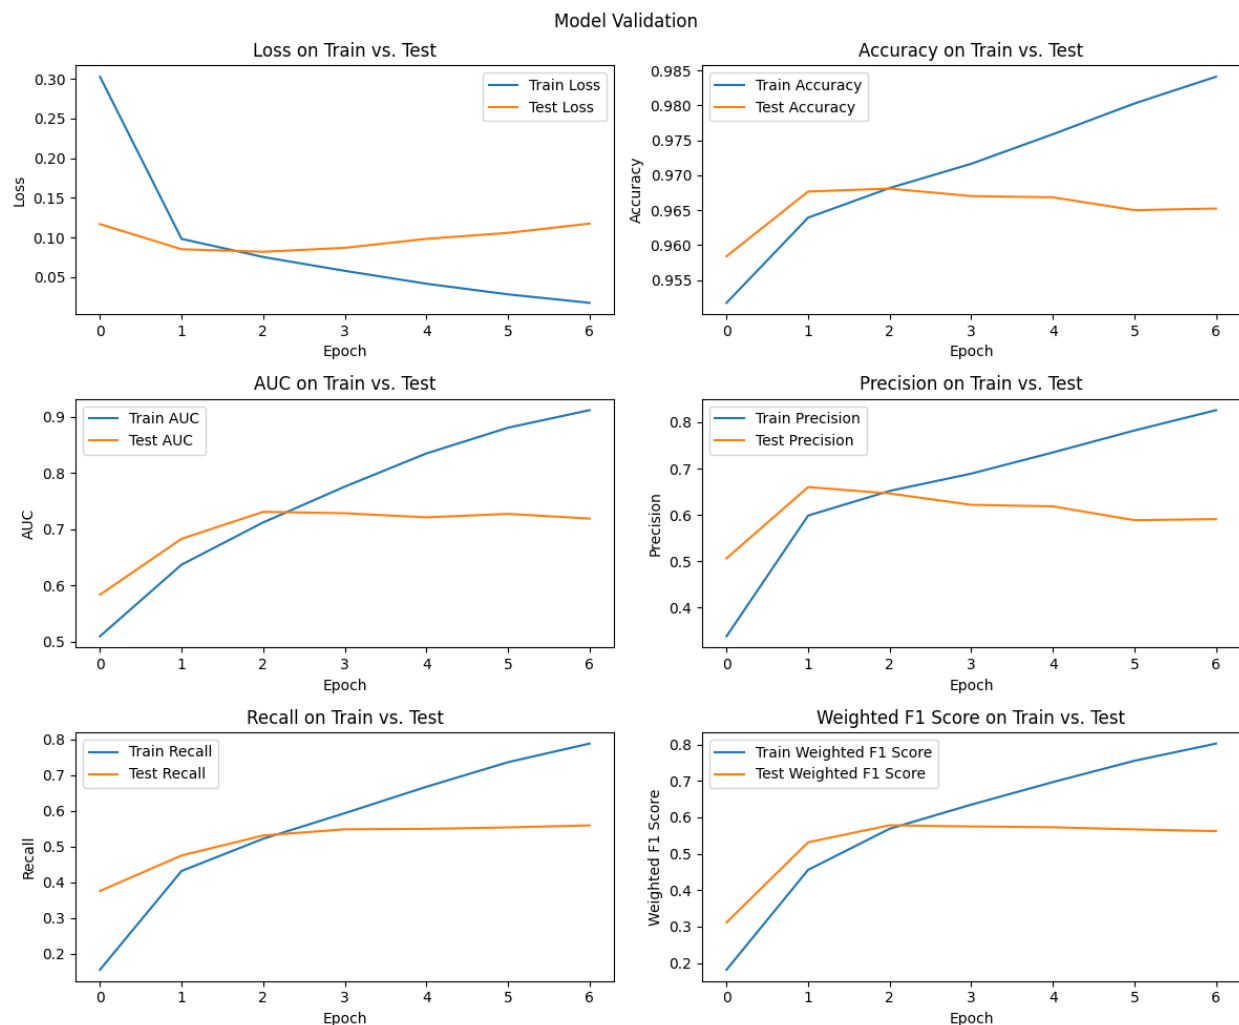 Model Validation
Loss on Train vs. Test
0.30
0.25
0.20
0.15
0.10
0.05
Loss
Train Loss
Test Loss
0 1 2 3 4 5 6
Epoch
Accuracy on Train vs. Test
0.985
0.980
0.975
0.970
0.965
0.960
0.955
Accuracy
Train Accuracy
Test Accuracy
0 1 2 3 4 5 6
Epoch
AUC on Train vs. Test
0.9
0.8
0.7
0.6
0.5
AUC
Train AUC
Test AUC
0 1 2 3 4 5 6
Epoch
Precision on Train vs. Test
0.8
0.7
0.6
0.5
0.4
Precision
Train Precision
Test Precision
0 1 2 3 4 5 6
Epoch
Recall on Train vs. Test
0.8
0.7
0.6
0.5
0.4
0.3
0.2
Recall
Train Recall
Test Recall
0 1 2 3 4 5 6
Epoch
Weighted F1 Score on Train vs. Test
0.8
0.7
0.6
0.5
0.4
0.3
0.2
Weighted F1 Score
Train Weighted F1 Score
Test Weighted F1 Score
0 1 2 3 4 5 6
Epoch